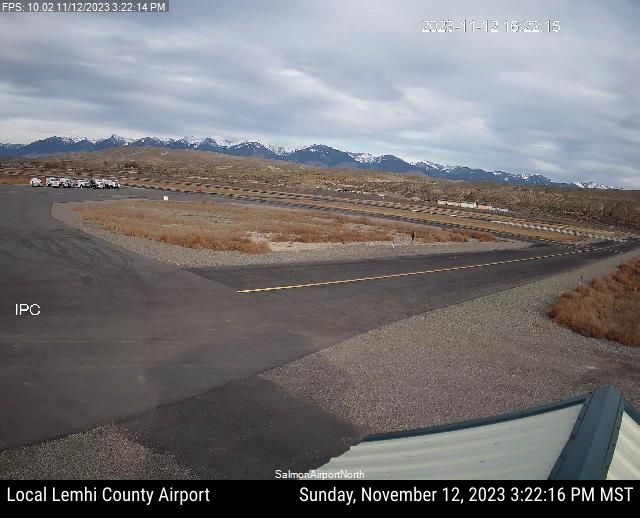 FPS: 10.02 11/12/2023 3:22:14 PM
2023-11-12 16:22:15
IPC
SalmonAirportNorth
Local Lemhi County Airport Sunday, November 12, 2023 3:22:16 PM MST